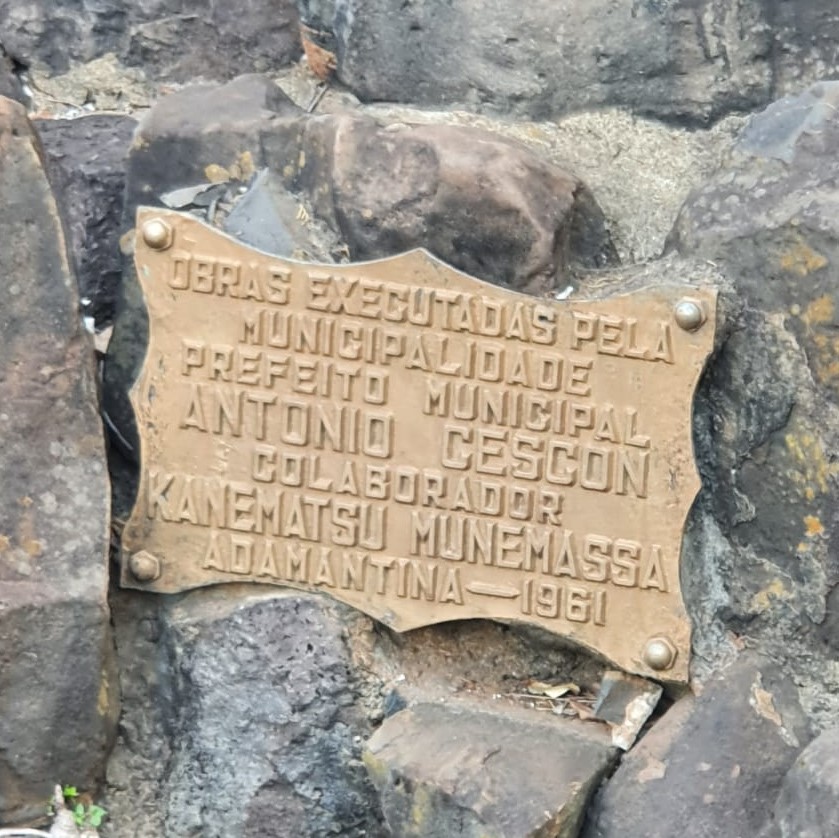 OBRAS EXECUTADAS PELA
MUNICIPALIDADE
PREFEITO MUNICIPAL
ANTONIO CESCON
COLABORADOR
KANEMATSU MUNEMASSA
ADAMANTINA — 1961